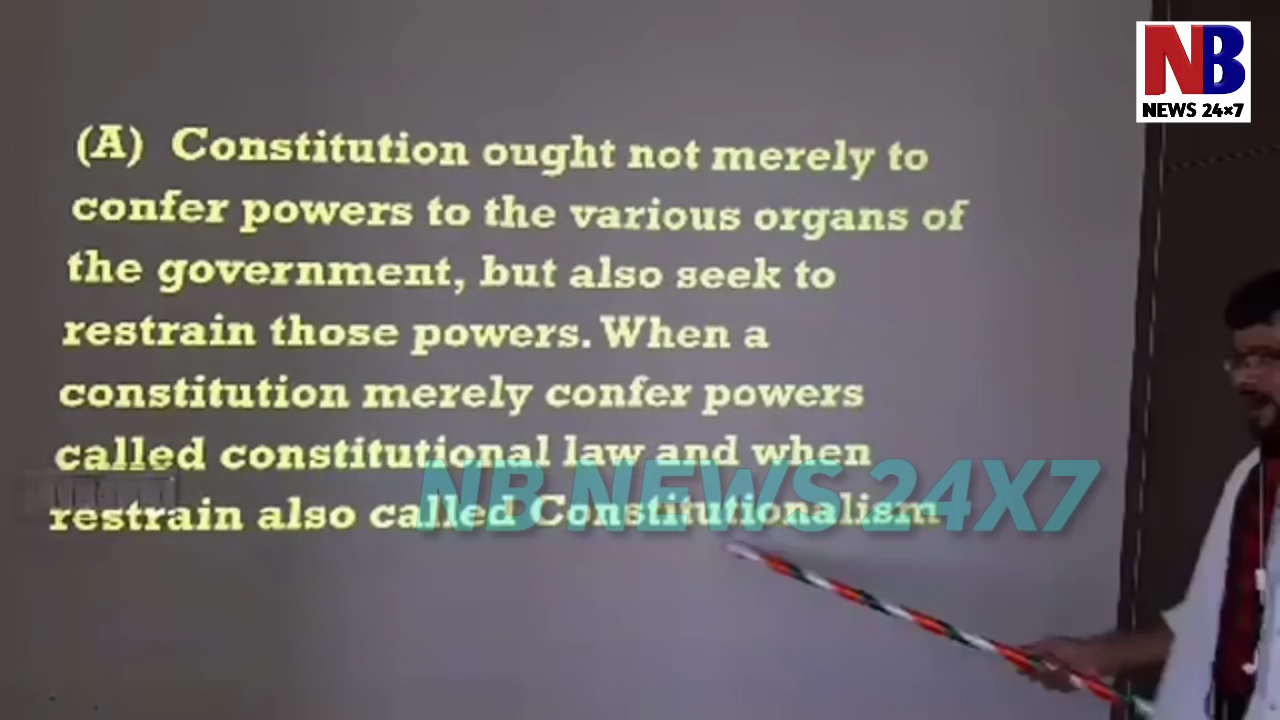 NB
NEWS 24×7
(A) Constitution ought not merely to
confer powers to the various organs of
the government, but also seek to
restrain those powers. When a
constitution merely confer powers
called constitutional law and when
restrain also called Constitutionalism
NB NEWS 24X7